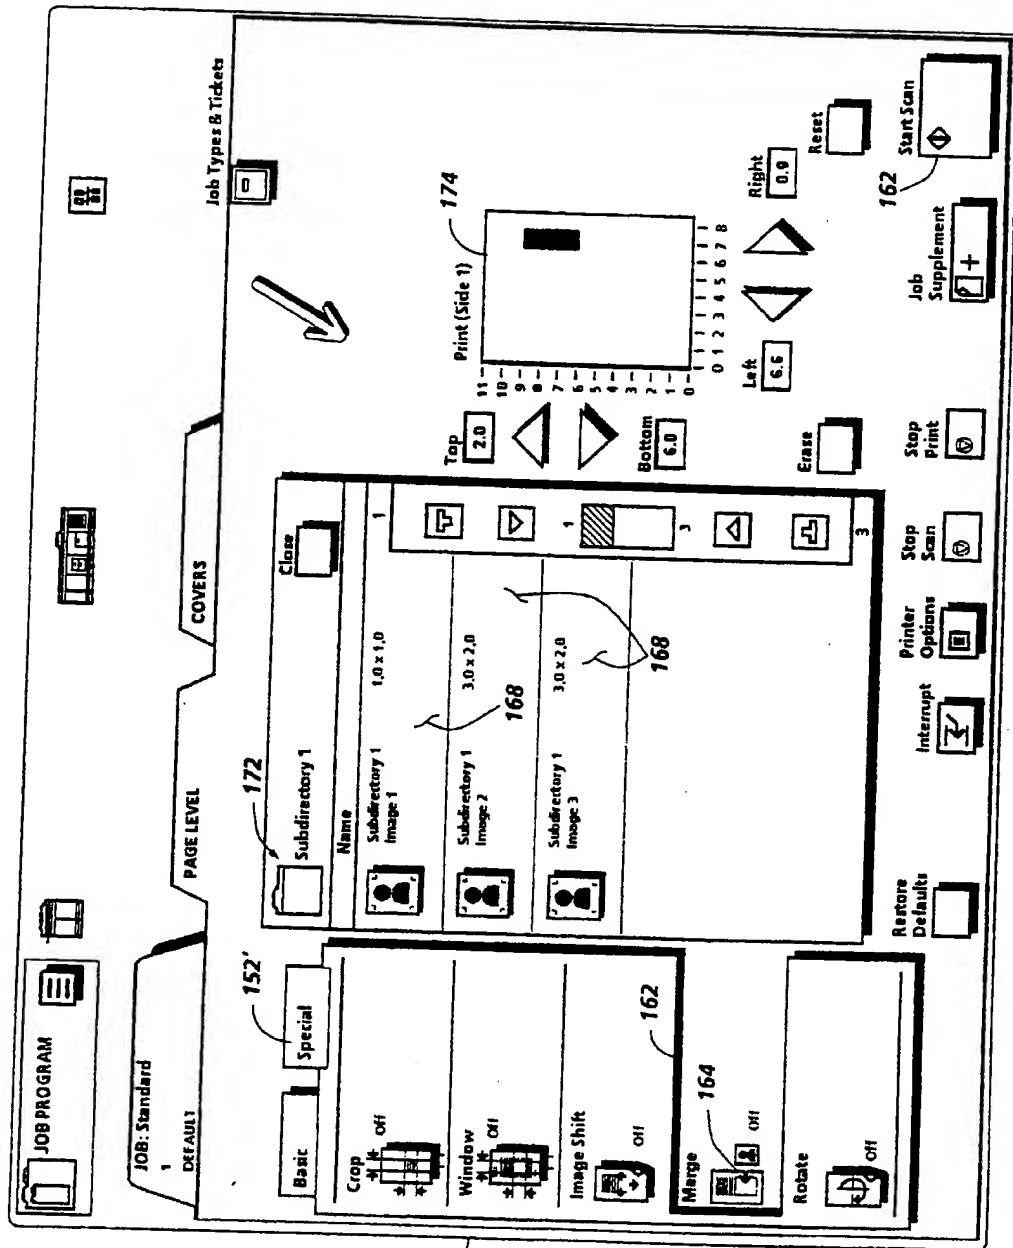 JOB PROGRAM
JOB: Standard
1
DEFAULT
PAGE LEVEL
COVERS
Job Types & Tickets
Basic
Special
152'
Crop
Off
Window
Off
Image Shift
Off
162
Merge
164
Off
Rotate
Off
172
Subdirectory 1
Close
Name
Subdirectory 1
Image 1
1.0 x 1.0
168
Subdirectory 1
Image 2
3.0 x 2.0
Subdirectory 1
Image 3
3.0 x 2.0
168
1
1
3
3
Top
2.0
Bottom
6.0
Print (Side 1)
174
11
10
9
8
7
6
5
4
3
2
1
0
0 1 2 3 4 5 6 7 8
Left
6.6
Right
0.9
Erase
Reset
Restore
Defaults
Interrupt
Printer
Options
Stop
Scan
Stop
Print
Job
Supplement
162
Start Scan